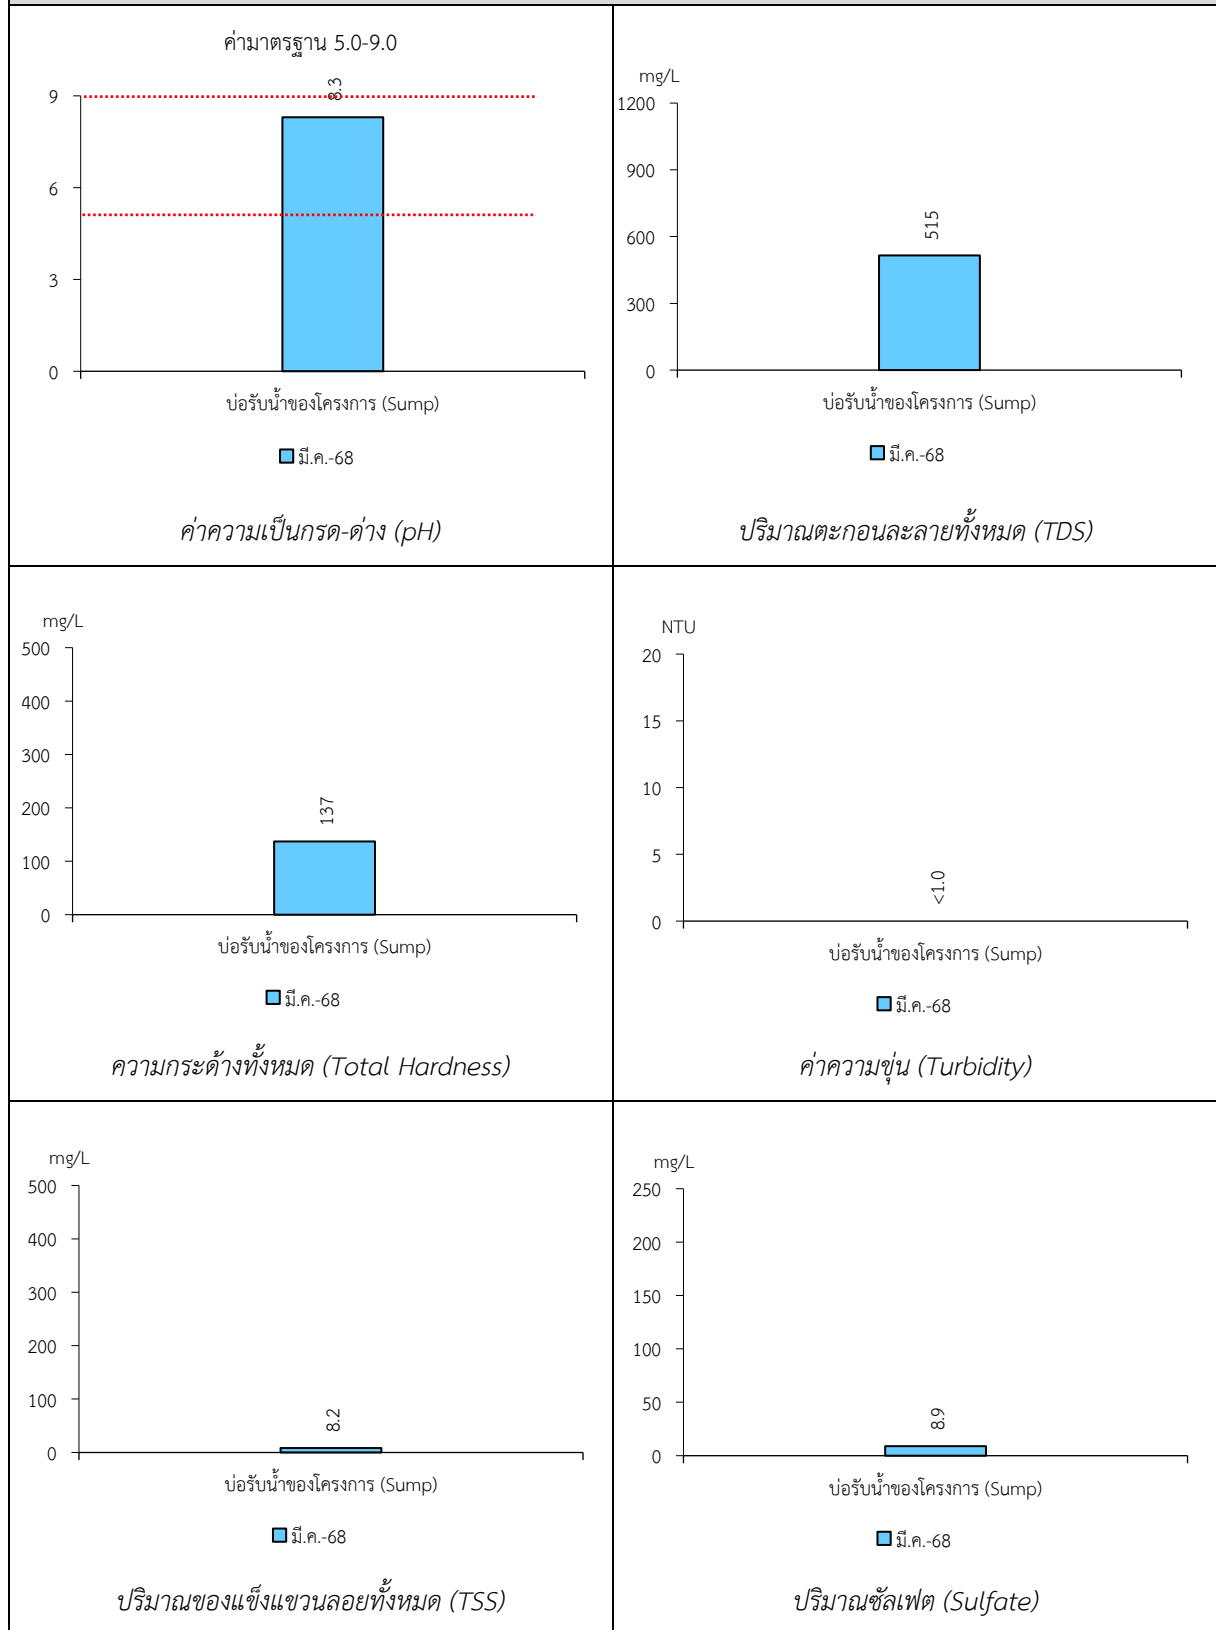 ค่ามาตรฐาน 5.0-9.0
9
6
3
0
8.3
บ่อรับน้ำของโครงการ (Sump)
มี.ค.-68
ค่าความเป็นกรด-ด่าง (pH)
mg/L
1200
900
600
300
0
515
บ่อรับน้ำของโครงการ (Sump)
มี.ค.-68
ปริมาณตะกอนละลายทั้งหมด (TDS)
mg/L
500
400
300
200
100
0
137
บ่อรับน้ำของโครงการ (Sump)
มี.ค.-68
ความกระด้างทั้งหมด (Total Hardness)
NTU
20
15
10
5
0
<1.0
บ่อรับน้ำของโครงการ (Sump)
มี.ค.-68
ค่าความขุ่น (Turbidity)
mg/L
500
400
300
200
100
0
8.2
บ่อรับน้ำของโครงการ (Sump)
มี.ค.-68
ปริมาณของแข็งแขวนลอยทั้งหมด (TSS)
mg/L
250
200
150
100
50
0
8.9
บ่อรับน้ำของโครงการ (Sump)
มี.ค.-68
ปริมาณซัลเฟต (Sulfate)